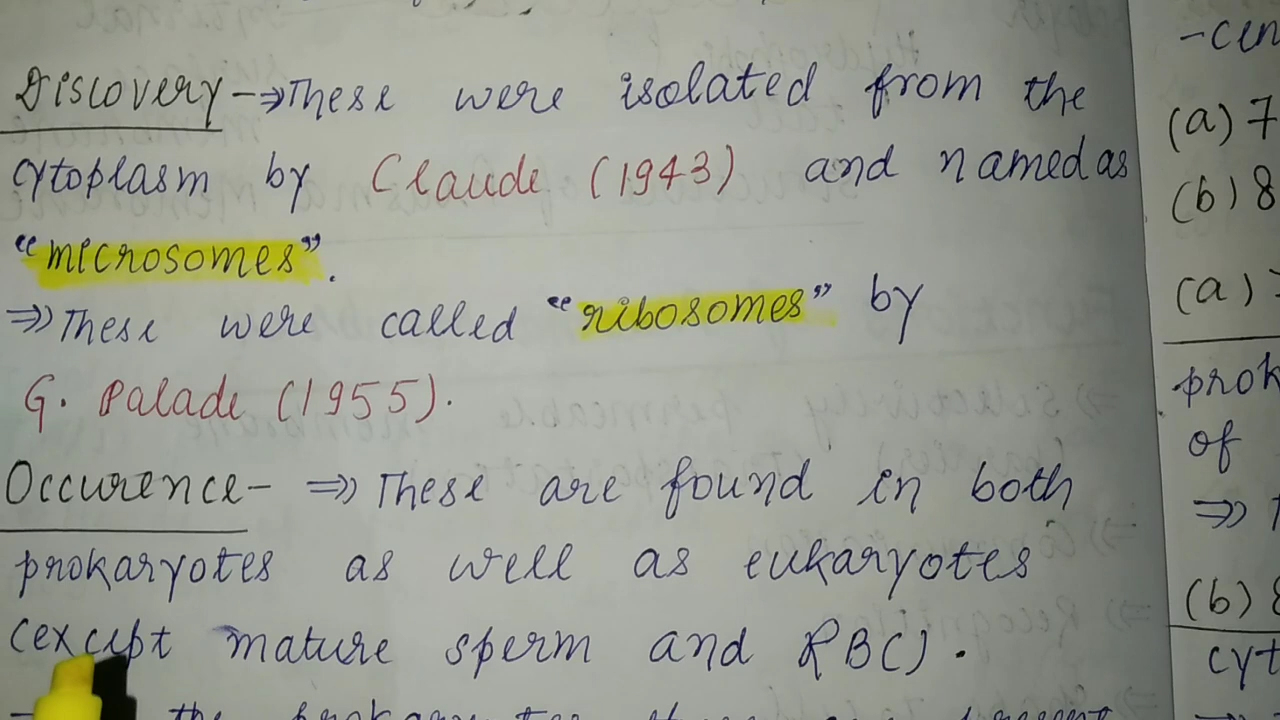 Discovery -⇒ These were isolated from the
cytoplasm by Claude (1943) and named as
"microsomes".
⇒ These were called "ribosomes" by
G. Palade (1955).
Occurence- ⇒ These are found in both
prokaryotes as well as eukaryotes
(except mature sperm and RBC).
-cen
(a) 7
(b) 8
(a)
prok
of
⇒
(b) 8
cyt